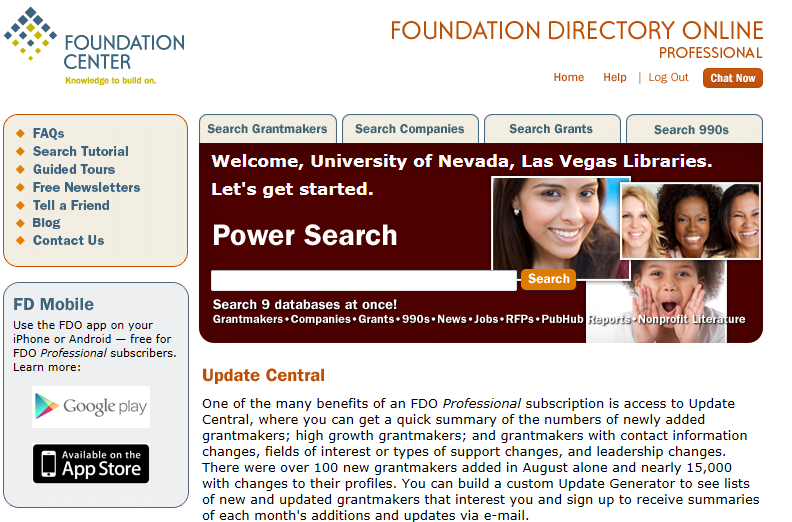 FOUNDATION
CENTER
Knowledge to build on.
FOUNDATION DIRECTORY ONLINE
PROFESSIONAL
Home Help | Log Out Chat Now
FAQs
Search Tutorial
Guided Tours
Free Newsletters
Tell a Friend
Blog
Contact Us
Search Grantmakers
Search Companies
Search Grants
Search 990s
Welcome, University of Nevada, Las Vegas Libraries.
Let's get started.
Power Search
Search
Search 9 databases at once!
Grantmakers • Companies • Grants • 990s • News • Jobs • RFPs • PubHub Reports • Nonprofit Literature
FD Mobile
Use the FDO app on your
iPhone or Android — free for
FDO Professional subscribers.
Learn more:
Google play
Available on the
App Store
Update Central
One of the many benefits of an FDO Professional subscription is access to Update
Central, where you can get a quick summary of the numbers of newly added
grantmakers; high growth grantmakers; and grantmakers with contact information
changes, fields of interest or types of support changes, and leadership changes.
There were over 100 new grantmakers added in August alone and nearly 15,000
with changes to their profiles. You can build a custom Update Generator to see lists
of new and updated grantmakers that interest you and sign up to receive summaries
of each month's additions and updates via e-mail.